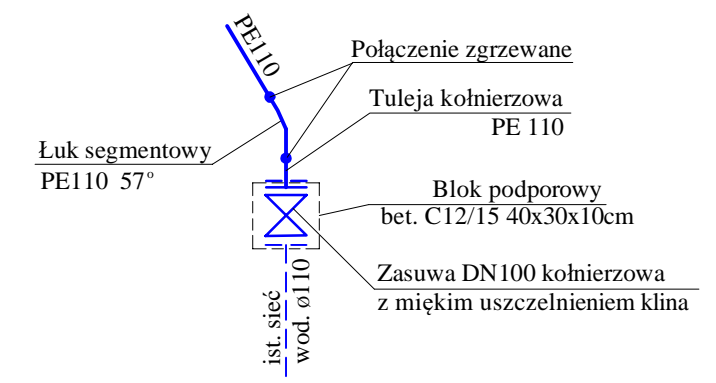 PE110
Połączenie zgrzewane
Tuleja kołnierzowa
PE 110
Łuk segmentowy
PE110 57°
Blok podporowy
bet. C12/15 40x30x10cm
Zasuwa DN100 kołnierzowa
z miękim uszczelnieniem klina
ist. sieć
wod. ø110